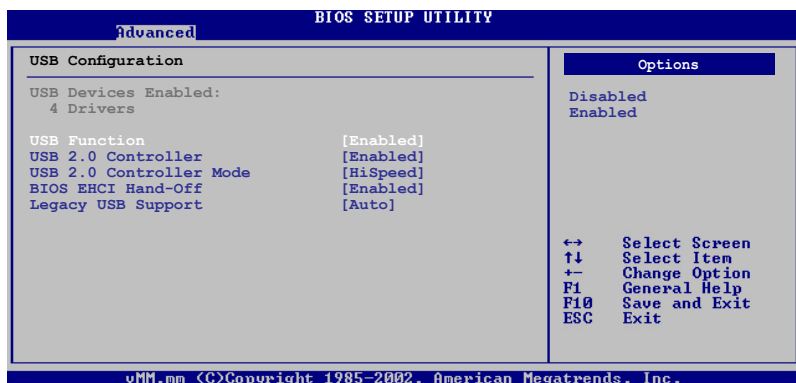 BIOS SETUP UTILITY
Advanced
USB Configuration
USB Devices Enabled:
4 Drivers
USB Function [Enabled]
USB 2.0 Controller [Enabled]
USB 2.0 Controller Mode [HiSpeed]
BIOS EHCI Hand-Off [Enabled]
Legacy USB Support [Auto]
Options
Disabled
Enabled
←→ Select Screen
↑↓ Select Item
+- Change Option
F1 General Help
F10 Save and Exit
ESC Exit
vMM.mm (C)Copyright 1985-2002, American Megatrends, Inc.